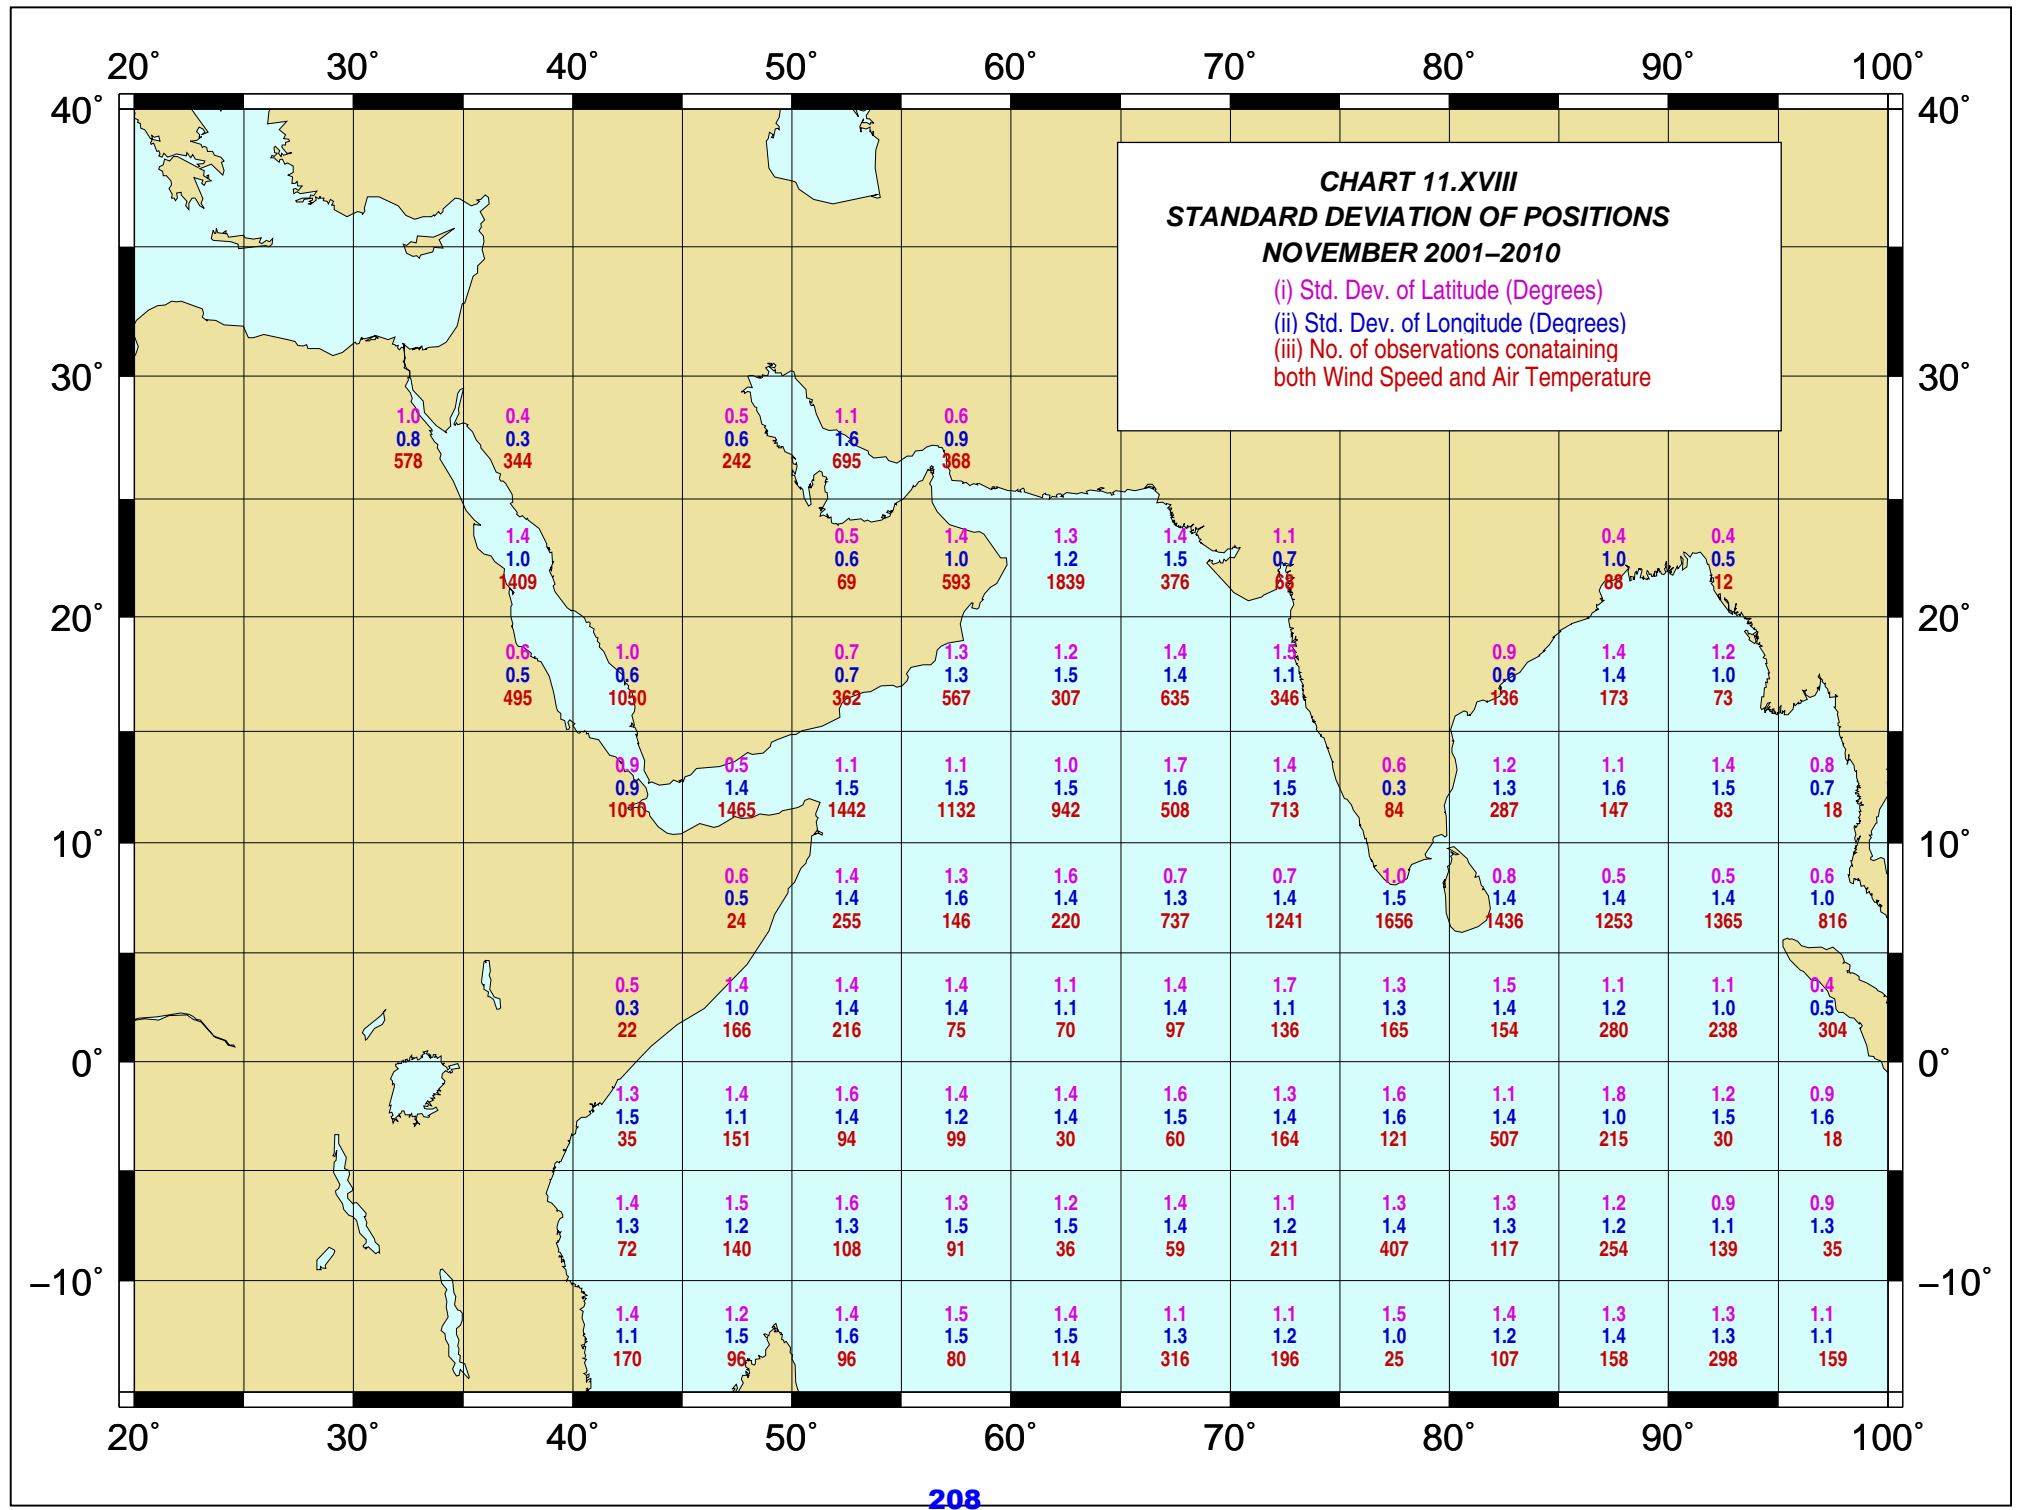 20° 30° 40° 50° 60° 70° 80° 90° 100°
40° 40°
CHART 11.XVIII
STANDARD DEVIATION OF POSITIONS
NOVEMBER 2001–2010
(i) Std. Dev. of Latitude (Degrees)
(ii) Std. Dev. of Longitude (Degrees)
(iii) No. of observations conataining
both Wind Speed and Air Temperature
30° 30°
1.0 0.4 0.5 1.1 0.6
0.8 0.3 0.6 1.6 0.9
578 344 242 695 368
1.4 0.5 1.4 1.3 1.4 1.1 0.4 0.4
1.0 0.6 1.0 1.2 1.5 0.7 1.0 0.5
1409 69 593 1839 376 68 88 12
20° 20°
0.6 1.0 0.7 1.3 1.2 1.4 1.5 0.9 1.4 1.2
0.5 0.6 0.7 1.3 1.5 1.4 1.1 0.6 1.4 1.0
495 1050 362 567 307 635 346 136 173 73
0.9 0.5 1.1 1.1 1.0 1.7 1.4 0.6 1.2 1.1 1.4 0.8
0.9 1.4 1.5 1.5 1.5 1.6 1.5 0.3 1.3 1.6 1.5 0.7
1010 1465 1442 1132 942 508 713 84 287 147 83 18
10° 10°
0.6 1.4 1.3 1.6 0.7 0.7 1.0 0.8 0.5 0.5 0.6
0.5 1.4 1.6 1.4 1.3 1.4 1.5 1.4 1.4 1.4 1.0
24 255 146 220 737 1241 1656 1436 1253 1365 816
0.5 1.4 1.4 1.4 1.1 1.4 1.7 1.3 1.5 1.1 1.1 0.4
0.3 1.0 1.4 1.4 1.1 1.4 1.1 1.3 1.4 1.2 1.0 0.5
22 166 216 75 70 97 136 165 154 280 238 304
0° 0°
1.3 1.4 1.6 1.4 1.4 1.6 1.3 1.6 1.1 1.8 1.2 0.9
1.5 1.1 1.4 1.2 1.4 1.5 1.4 1.6 1.4 1.0 1.5 1.6
35 151 94 99 30 60 164 121 507 215 30 18
1.4 1.5 1.6 1.3 1.2 1.4 1.1 1.3 1.3 1.2 0.9 0.9
1.3 1.2 1.3 1.5 1.5 1.4 1.2 1.4 1.3 1.2 1.1 1.3
72 140 108 91 36 59 211 407 117 254 139 35
–10° –10°
1.4 1.2 1.4 1.5 1.4 1.1 1.1 1.5 1.4 1.3 1.3 1.1
1.1 1.5 1.6 1.5 1.5 1.3 1.2 1.0 1.2 1.4 1.3 1.1
170 96 96 80 114 316 196 25 107 158 298 159
20° 30° 40° 50° 60° 70° 80° 90° 100°
208